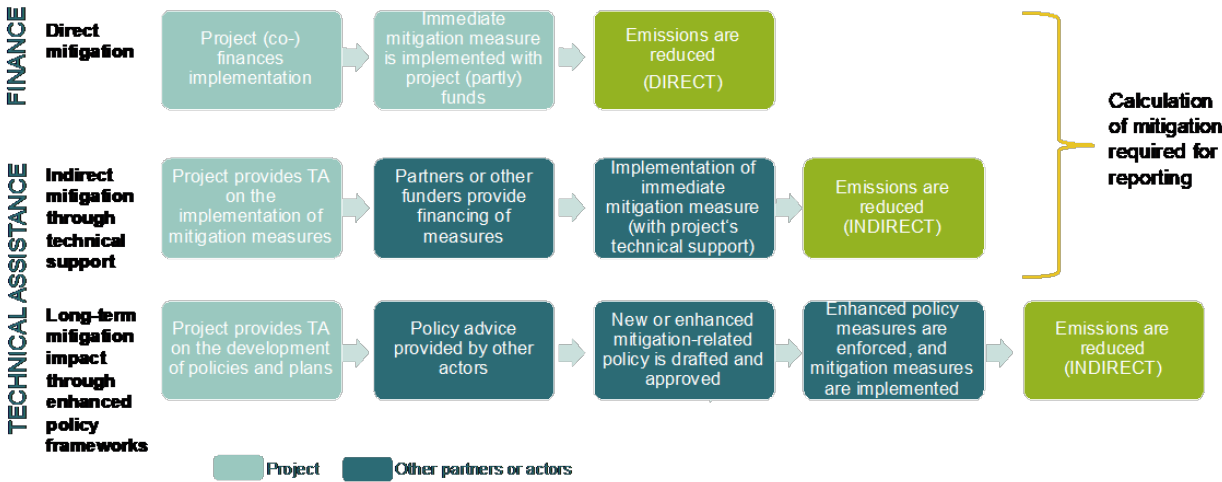 FINANCE
Direct
mitigation
Project (co-)
finances
implementation
Immediate
mitigation measure
is implemented with
project (partly)
funds
Emissions are
reduced
(DIRECT)
Calculation
of mitigation
required for
reporting
TECHNICAL ASSISTANCE
Indirect
mitigation
through
technical
support
Project provides TA
on the
implementation of
mitigation measures
Partners or other
funders provide
financing of
measures
Implementation of
immediate
mitigation measure
(with project's
technical support)
Emissions are
reduced
(INDIRECT)
Long-term
mitigation
impact
through
enhanced
policy
frameworks
Project provides TA
on the development
of policies and plans
Policy advice
provided by other
actors
New or enhanced
mitigation-related
policy is drafted and
approved
Enhanced policy
measures are
enforced, and
mitigation measures
are implemented
Emissions are
reduced
(INDIRECT)
Project
Other partners or actors